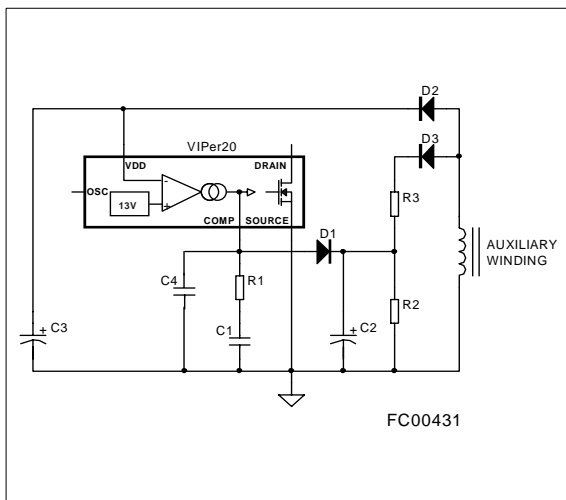 D2
D3
VIPer20
VDD
DRAIN
OSC
-
13V
+
COMP
SOURCE
R3
D1
AUXILIARY
WINDING
C4
R1
R2
C3
+
C1
C2
+
FC00431